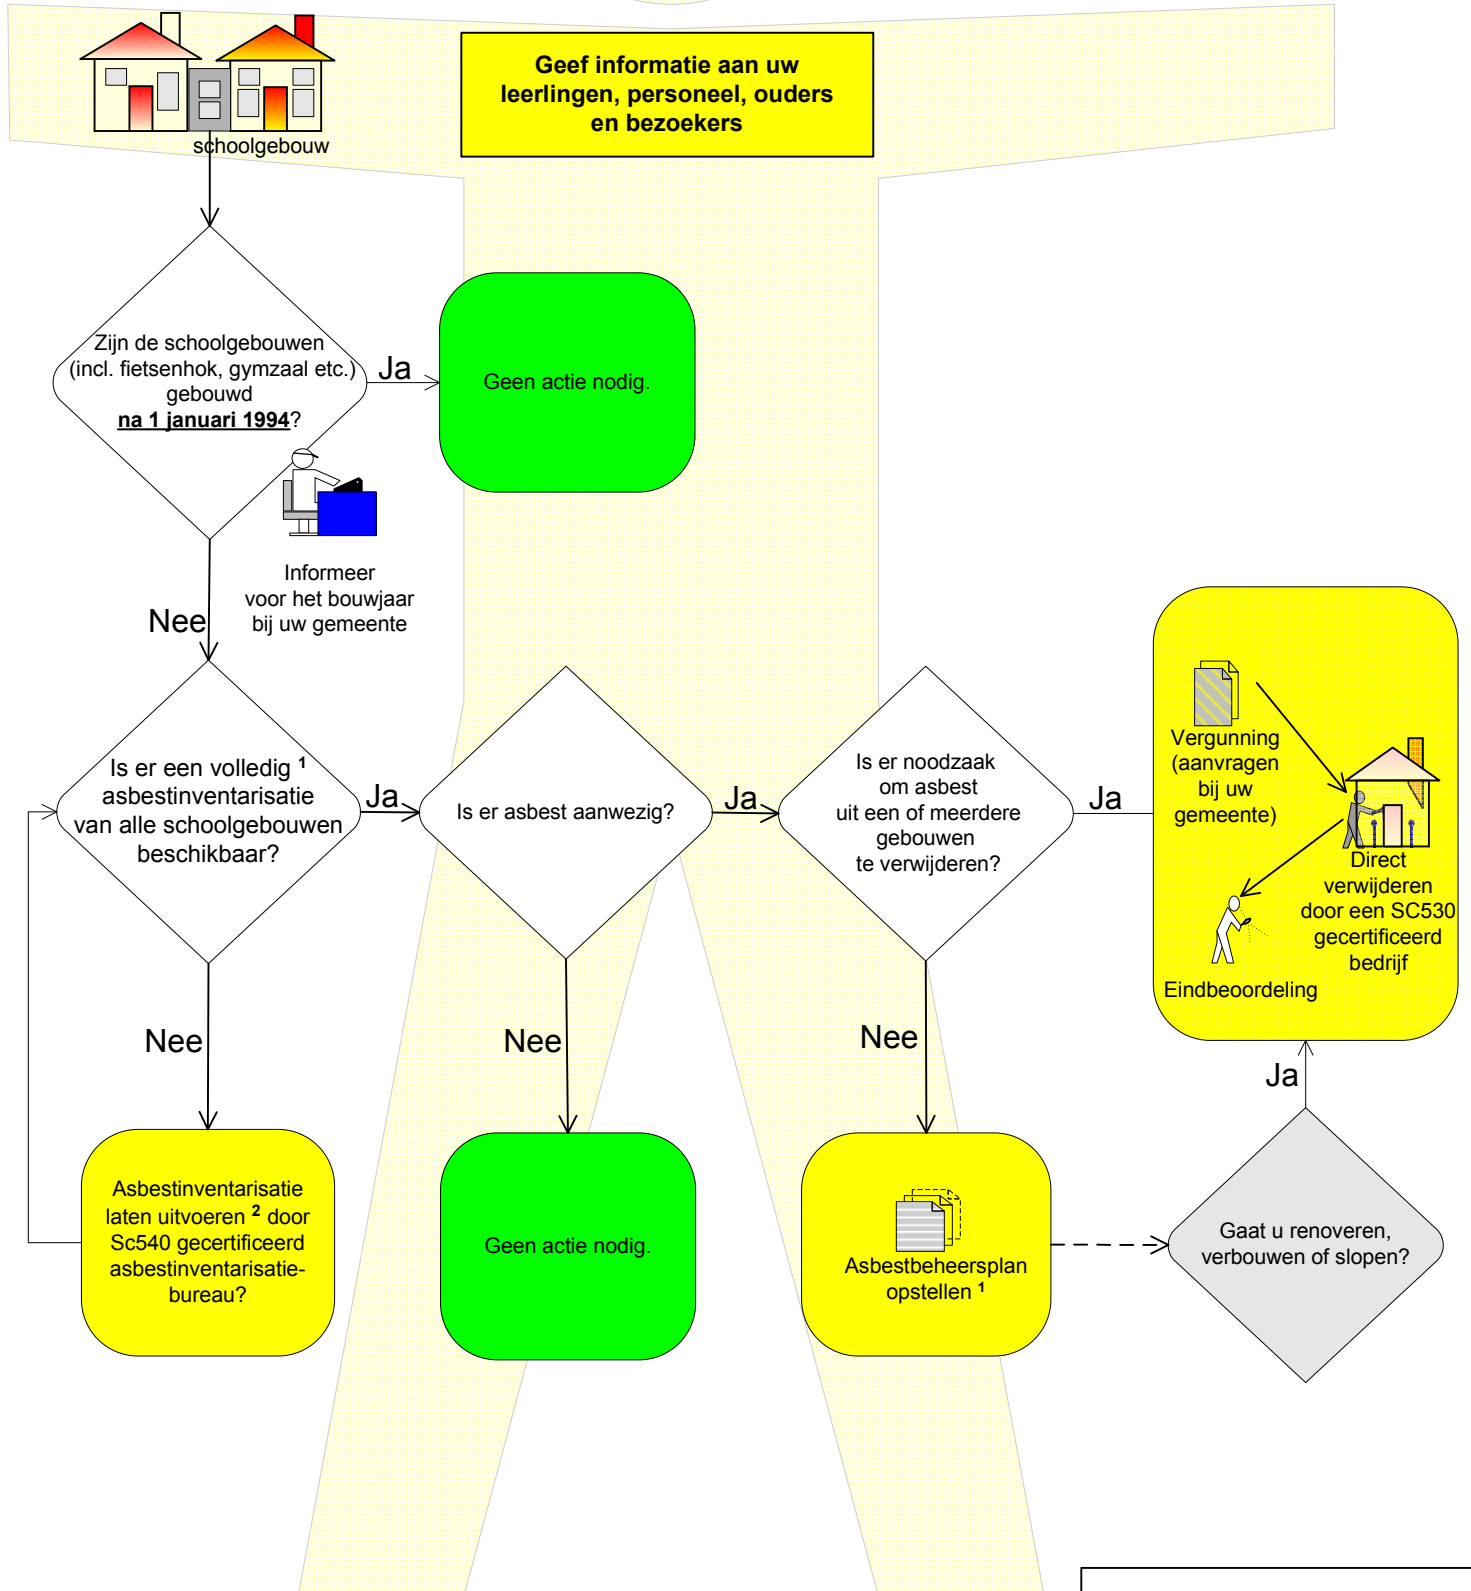 Geef informatie aan uw
leerlingen, personeel, ouders
en bezoekers
schoolgebouw
Zijn de schoolgebouwen
(incl. fietsenhok, gymzaal etc.)
gebouwd
na 1 januari 1994?
Ja
Geen actie nodig.
Informeer
voor het bouwjaar
bij uw gemeente
Nee
Is er een volledig 1
asbestinventarisatie
van alle schoolgebouwen
beschikbaar?
Ja
Is er asbest aanwezig?
Ja
Is er noodzaak
om asbest
uit een of meerdere
gebouwen
te verwijderen?
Ja
Vergunning
(aanvragen
bij uw
gemeente)
Direct
verwijderen
door een SC530
gecertificeerd
bedrijf
Eindbeoordeling
Nee
Nee
Nee
Ja
Asbestinventarisatie
laten uitvoeren 2 door
Sc540 gecertificeerd
asbestinventarisatie-
bureau?
Geen actie nodig.
Asbestbeheersplan
opstellen 1
Gaat u renoveren,
verbouwen of slopen?